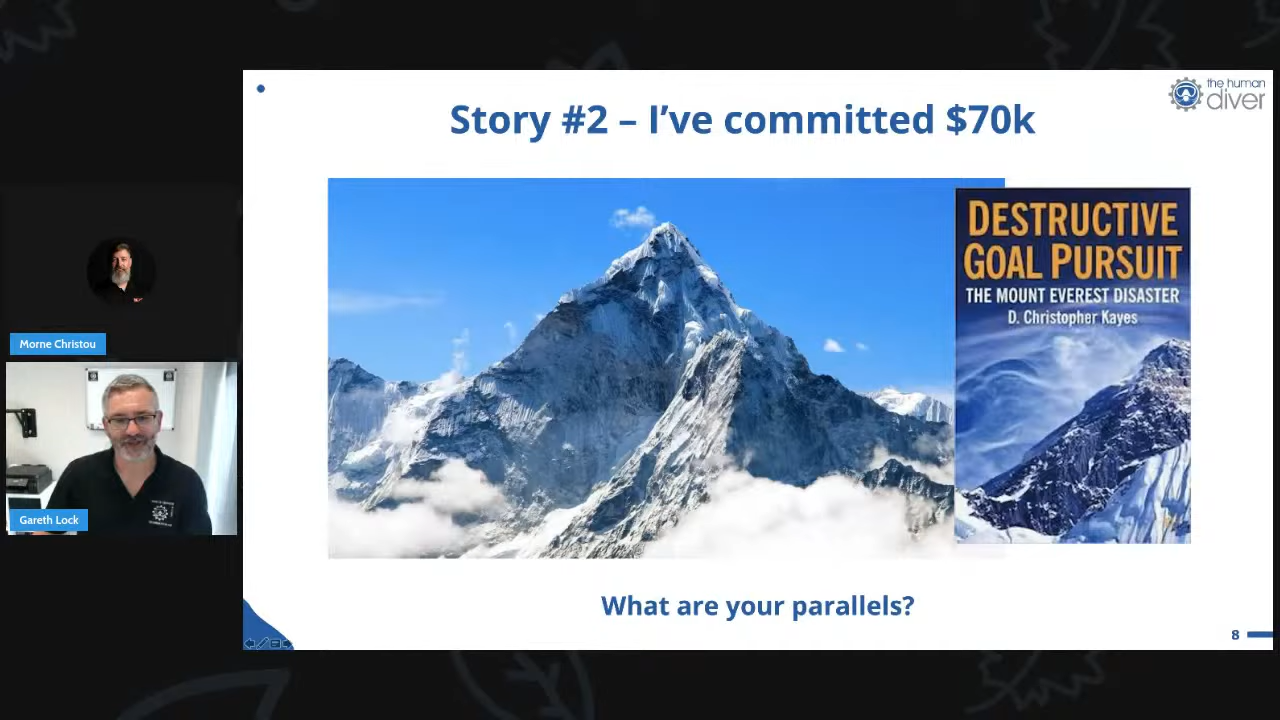 Story #2 – I've committed $70k
the human
diver
DESTRUCTIVE
GOAL PURSUIT
THE MOUNT EVEREST DISASTER
D. Christopher Kayes
Morne Christou
Gareth Lock
What are your parallels?
8